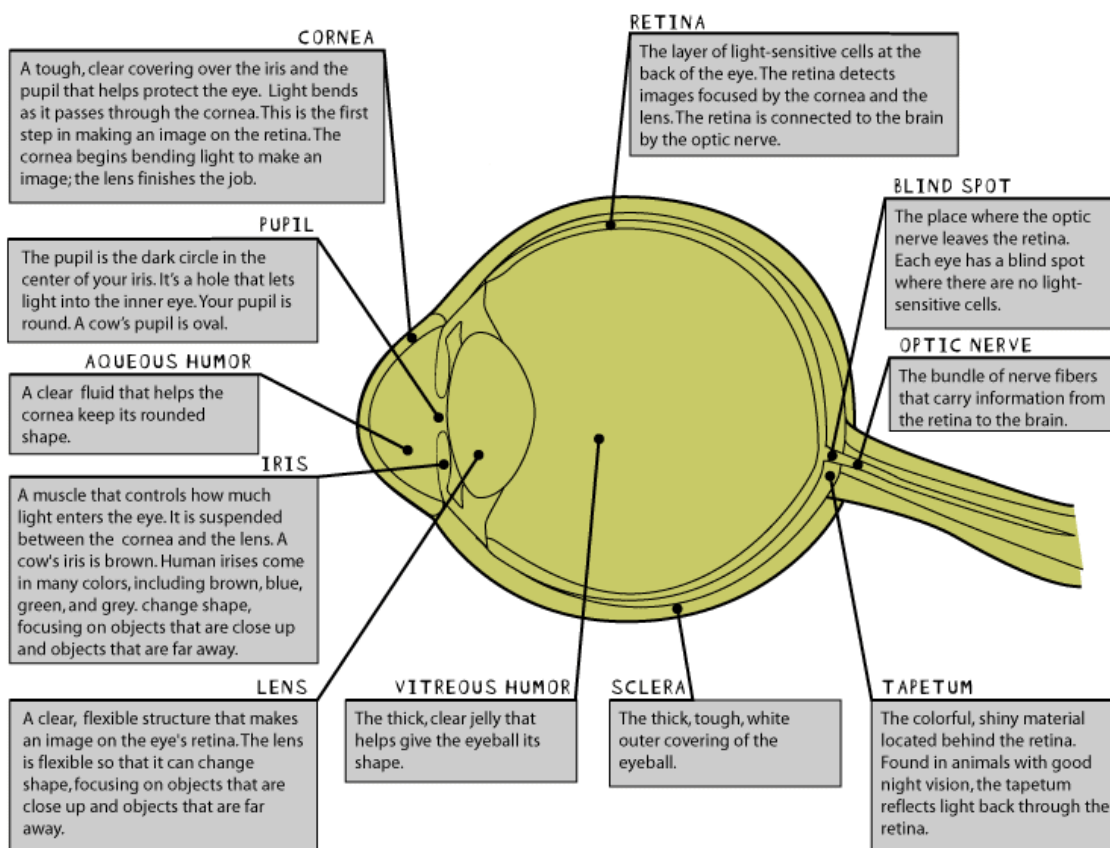 CORNEA
A tough, clear covering over the iris and the
pupil that helps protect the eye. Light bends
as it passes through the cornea. This is the first
step in making an image on the retina. The
cornea begins bending light to make an
image; the lens finishes the job.
RETINA
The layer of light-sensitive cells at the
back of the eye. The retina detects
images focused by the cornea and the
lens. The retina is connected to the brain
by the optic nerve.
BLIND SPOT
The place where the optic
nerve leaves the retina.
Each eye has a blind spot
where there are no light-
sensitive cells.
PUPIL
The pupil is the dark circle in the
center of your iris. It's a hole that lets
light into the inner eye. Your pupil is
round. A cow's pupil is oval.
OPTIC NERVE
The bundle of nerve fibers
that carry information from
the retina to the brain.
AQUEOUS HUMOR
A clear fluid that helps the
cornea keep its rounded
shape.
IRIS
A muscle that controls how much
light enters the eye. It is suspended
between the cornea and the lens. A
cow's iris is brown. Human irises come
in many colors, including brown, blue,
green, and grey. change shape,
focusing on objects that are close up
and objects that are far away.
LENS
A clear, flexible structure that makes
an image on the eye's retina. The lens
is flexible so that it can change
shape, focusing on objects that are
close up and objects that are far
away.
VITREOUS HUMOR
The thick, clear jelly that
helps give the eyeball its
shape.
SCLERA
The thick, tough, white
outer covering of the
eyeball.
TAPETUM
The colorful, shiny material
located behind the retina.
Found in animals with good
night vision, the tapetum
reflects light back through the
retina.